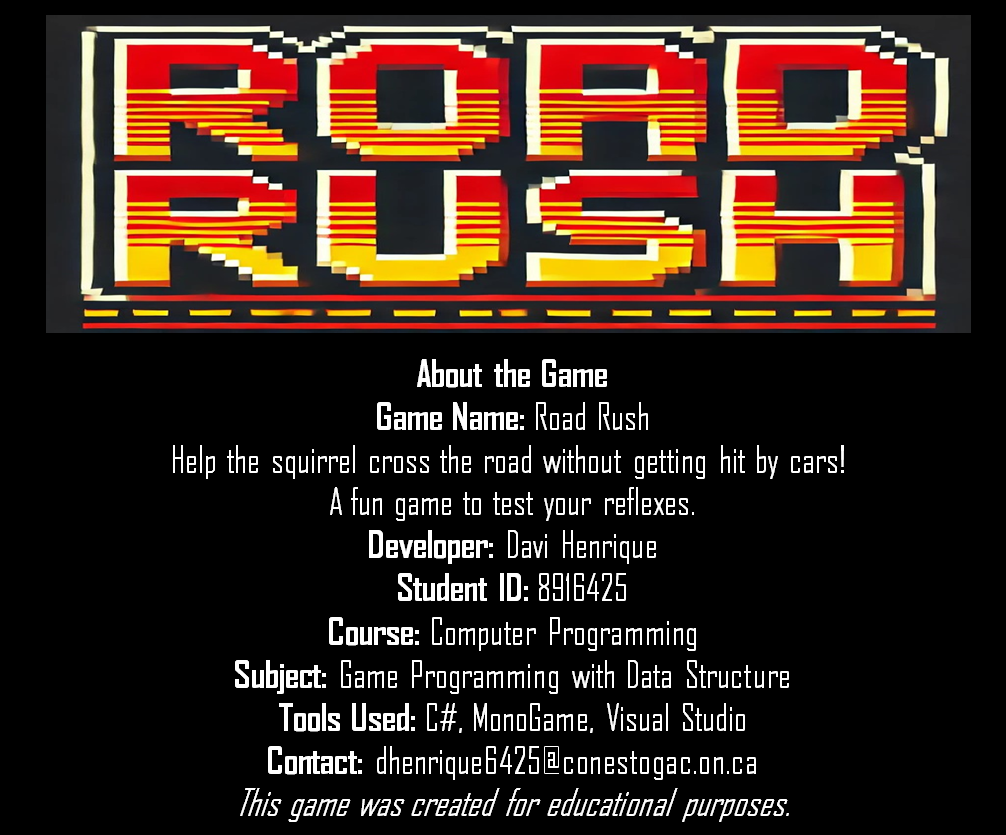 ROAD
RUSH
About the Game
Game Name: Road Rush
Help the squirrel cross the road without getting hit by cars!
A fun game to test your reflexes.
Developer: Davi Henrique
Student ID: 8916425
Course: Computer Programming
Subject: Game Programming with Data Structure
Tools Used: C#, MonoGame, Visual Studio
Contact: dhenrique6425@conestogac.on.ca
This game was created for educational purposes.